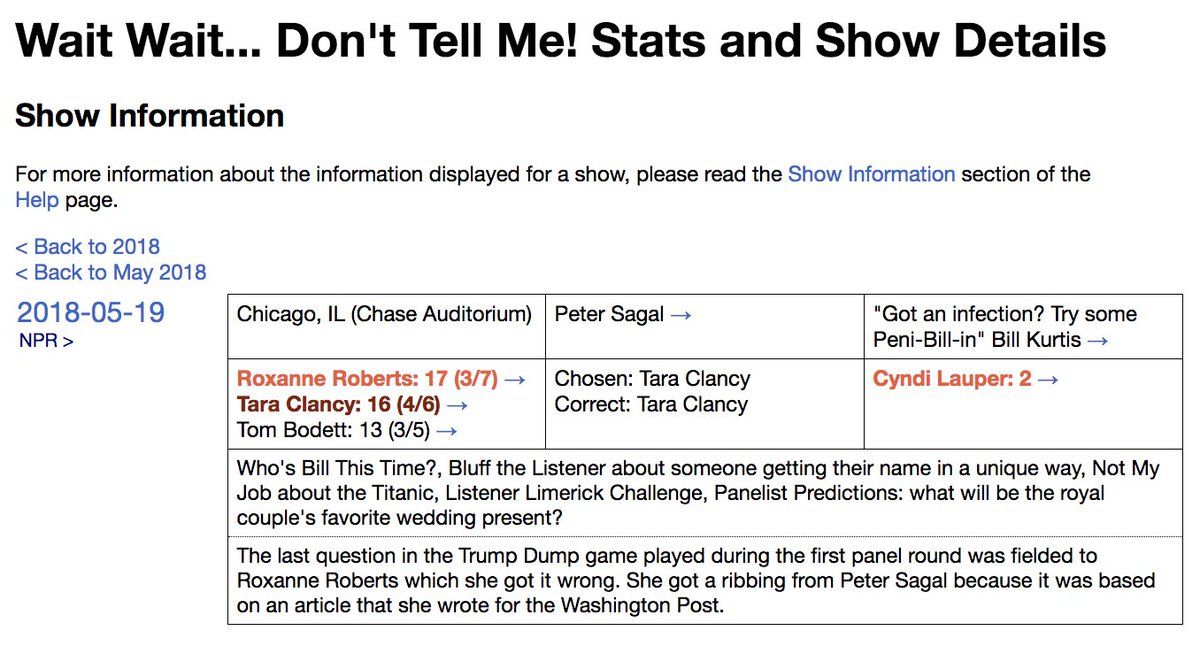 Wait Wait... Don't Tell Me! Stats and Show Details
Show Information
For more information about the information displayed for a show, please read the Show Information section of the
Help page.
< Back to 2018
< Back to May 2018
2018-05-19
NPR >
Chicago, IL (Chase Auditorium)
Peter Sagal →
"Got an infection? Try some
Peni-Bill-in" Bill Kurtis →
Roxanne Roberts: 17 (3/7) →
Tara Clancy: 16 (4/6) →
Tom Bodett: 13 (3/5) →
Chosen: Tara Clancy
Correct: Tara Clancy
Cyndi Lauper: 2 →
Who's Bill This Time?, Bluff the Listener about someone getting their name in a unique way, Not My
Job about the Titanic, Listener Limerick Challenge, Panelist Predictions: what will be the royal
couple's favorite wedding present?
The last question in the Trump Dump game played during the first panel round was fielded to
Roxanne Roberts which she got it wrong. She got a ribbing from Peter Sagal because it was based
on an article that she wrote for the Washington Post.